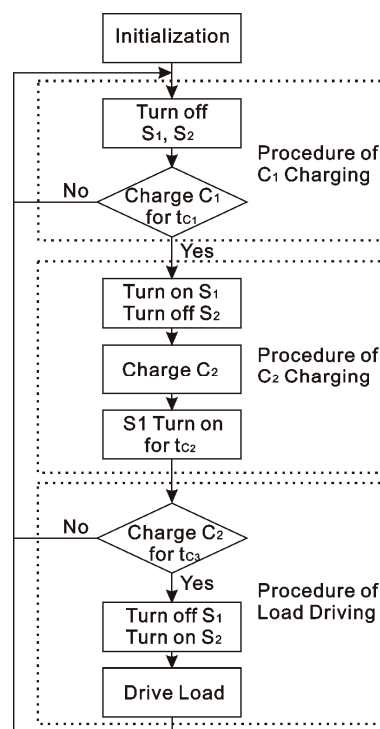 Initialization
Turn off
S₁, S₂
Procedure of
C₁ Charging
No
Charge C₁
for tC₁
Yes
Turn on S₁
Turn off S₂
Charge C₂
Procedure of
C₂ Charging
S1 Turn on
for tC₂
No
Charge C₂
for tC₃
Yes
Procedure of
Load Driving
Turn off S₁
Turn on S₂
Drive Load